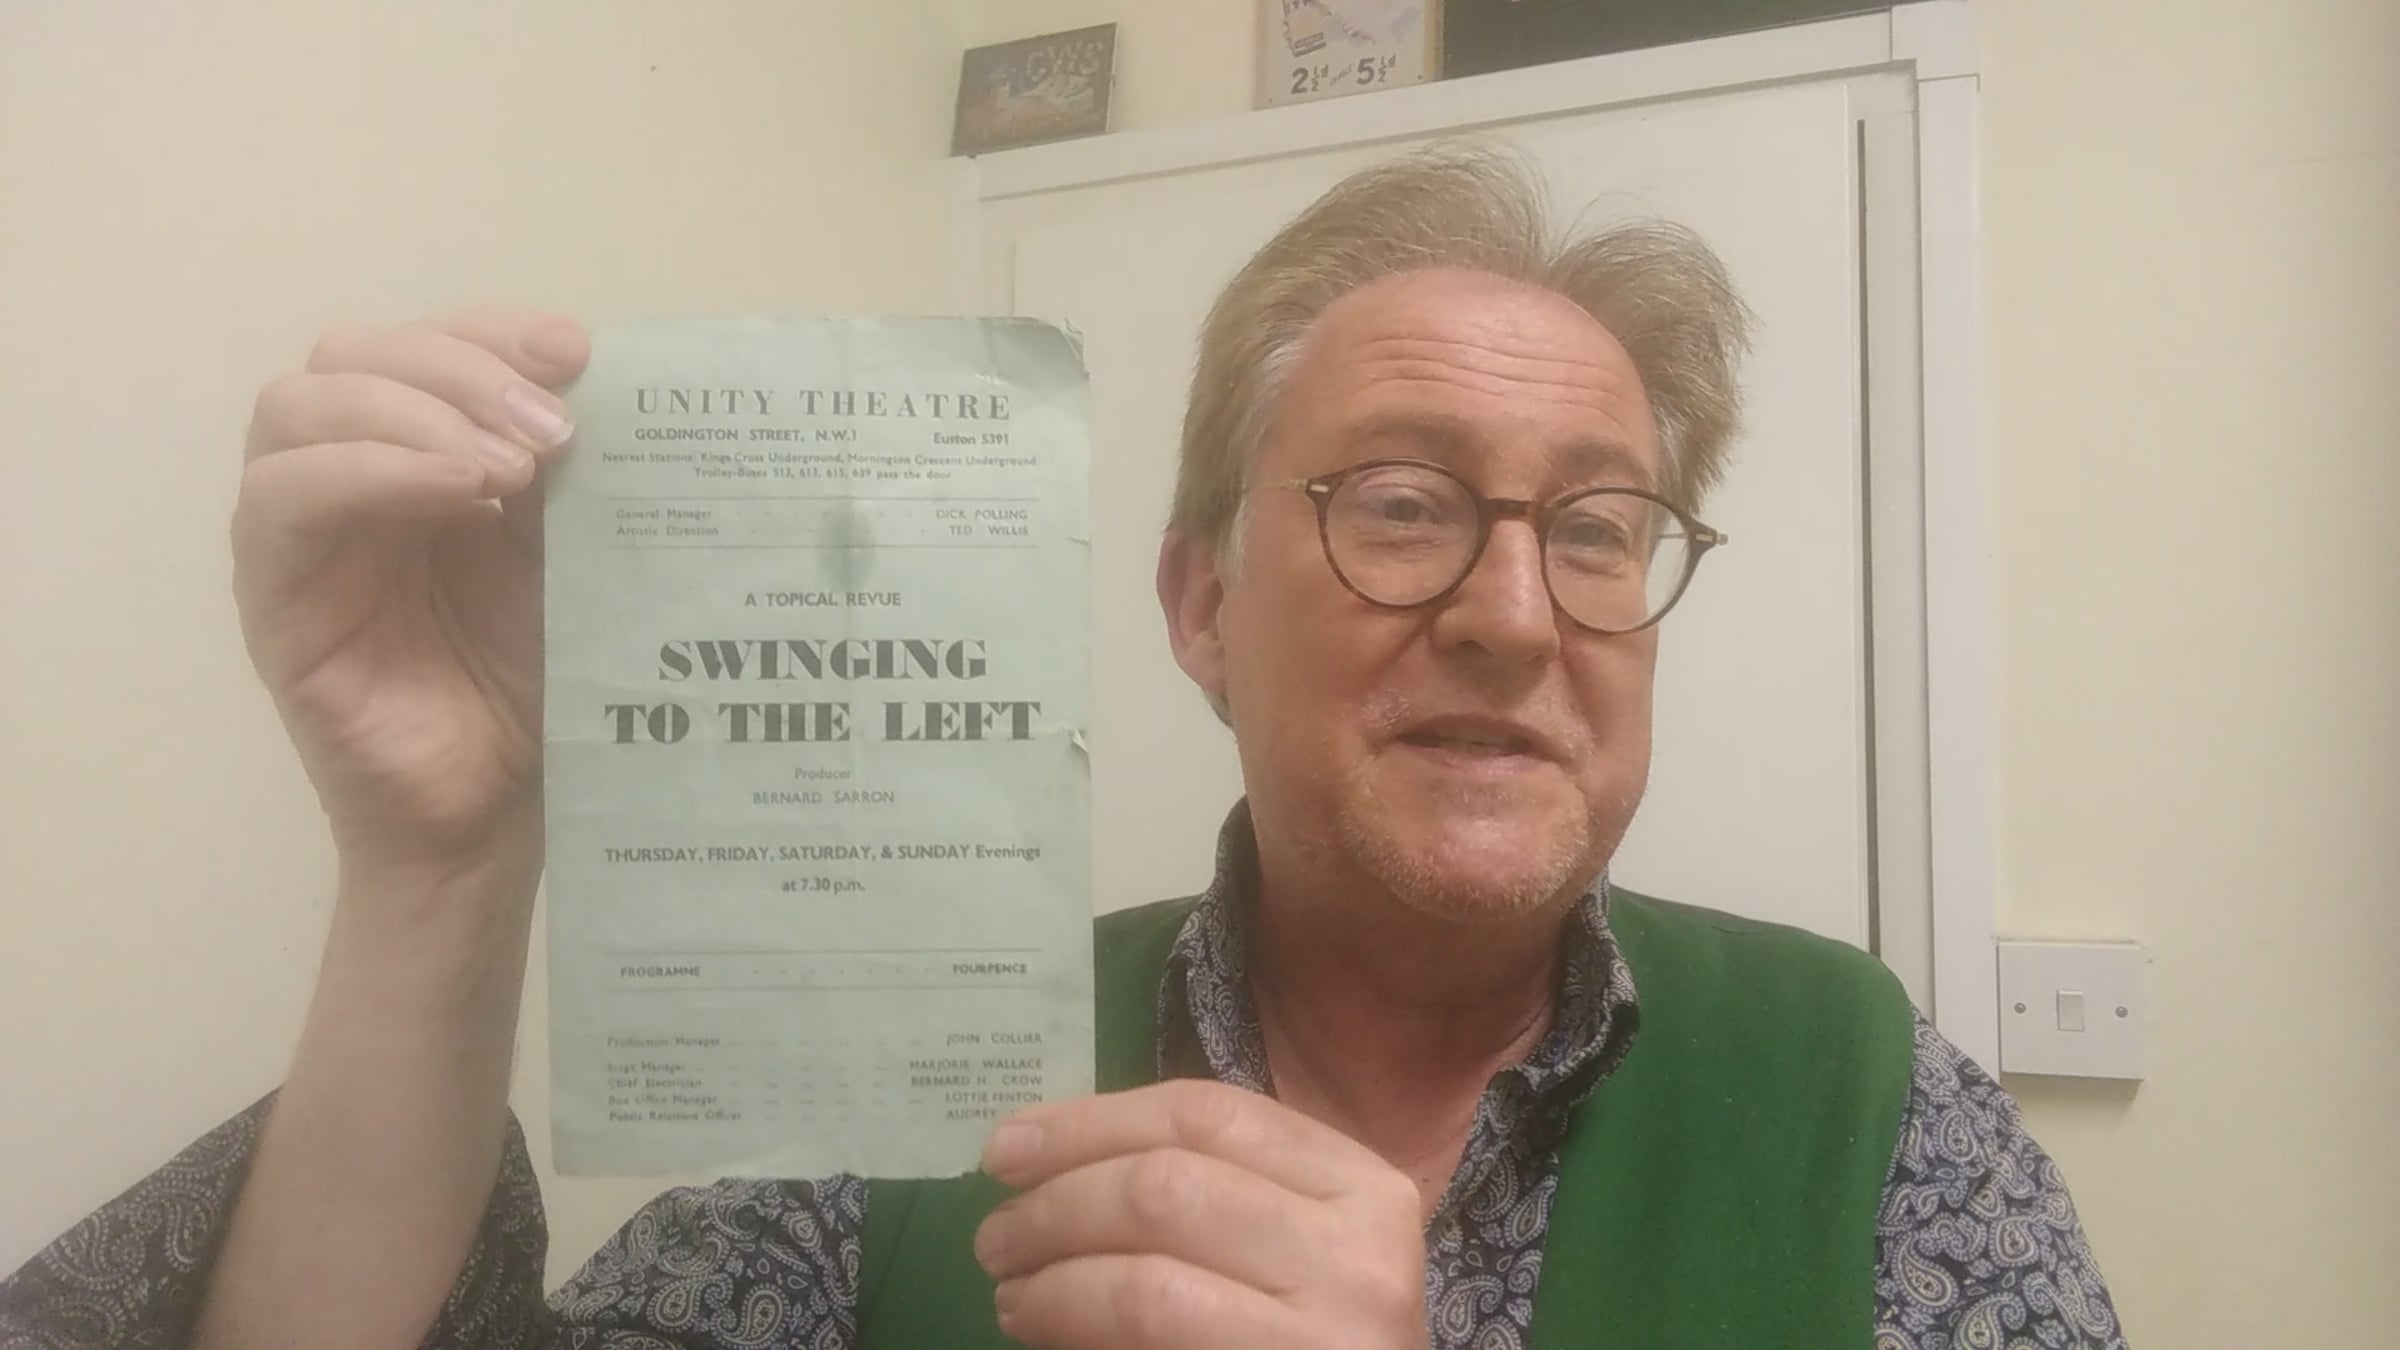 CWS
2½d and 5½d
UNITY THEATRE
GOLDINGTON STREET, N.W.1 Euston 5391
Nearest Stations: Kings Cross Underground, Mornington Crescent Underground
Trolley-Buses 513, 613, 615, 639 pass the door
General Manager DICK POLLING
Artistic Direction TED WILLIS
A TOPICAL REVUE
SWINGING
TO THE LEFT
Producer
BERNARD SARRON
THURSDAY, FRIDAY, SATURDAY, & SUNDAY Evenings
at 7.30 p.m.
PROGRAMME FOURPENCE
Production Manager JOHN COLLIER
Stage Manager MARJORIE WALLACE
Chief Electrician BERNARD H. CROW
Box Office Manager LOTTIE FENTON
Public Relations Officer AUDREY